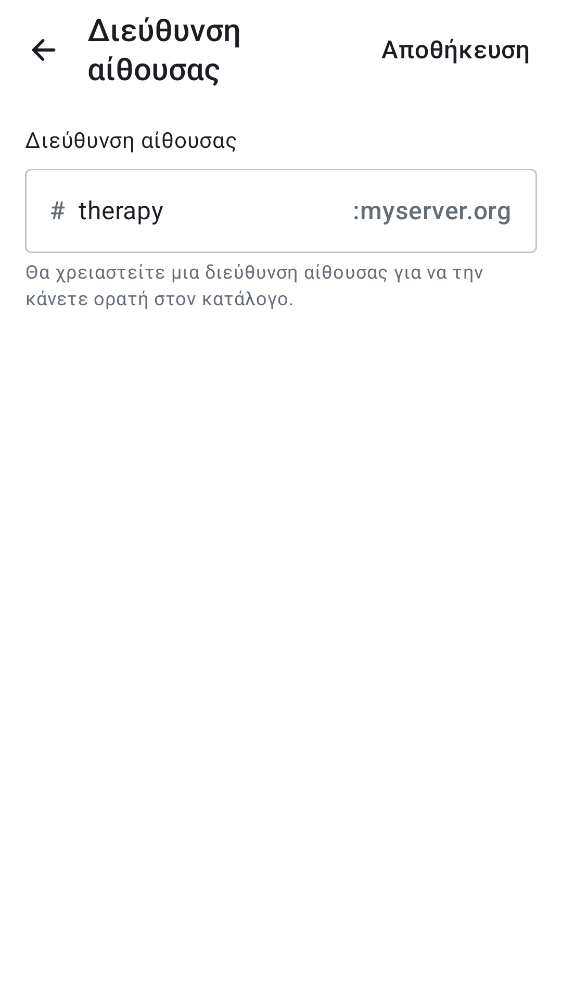 Διεύθυνση
αίθουσας
Αποθήκευση
Διεύθυνση αίθουσας
# therapy :myserver.org
Θα χρειαστείτε μια διεύθυνση αίθουσας για να την
κάνετε ορατή στον κατάλογο.